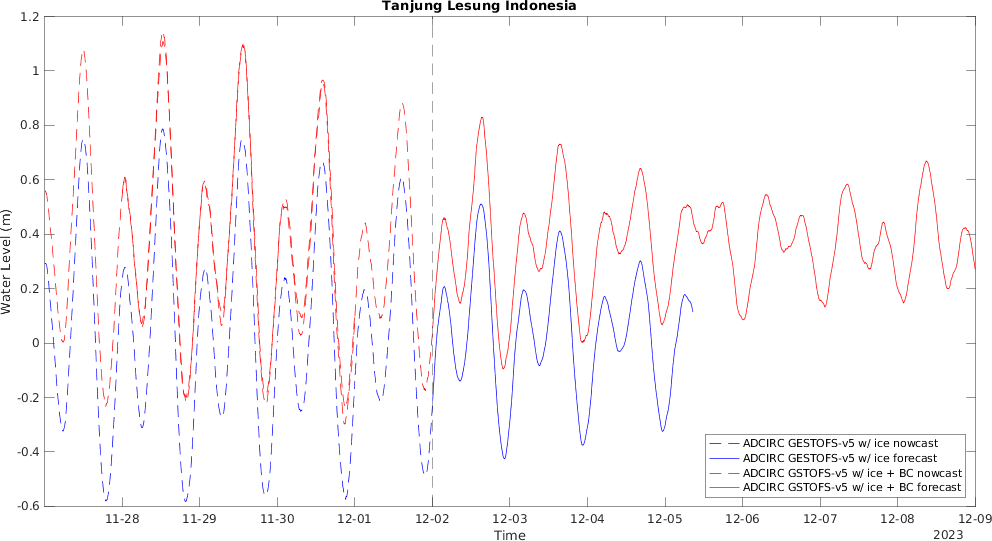 Tanjung Lesung Indonesia
1.2
1
0.8
0.6
0.4
0.2
0
-0.2
-0.4
-0.6
Water Level (m)
ADCIRC GESTOFS-v5 w/ ice nowcast
ADCIRC GESTOFS-v5 w/ ice forecast
ADCIRC GSTOFS-v5 w/ ice + BC nowcast
ADCIRC GSTOFS-v5 w/ ice + BC forecast
11-28 11-29 11-30 12-01 12-02 12-03 12-04 12-05 12-06 12-07 12-08 12-09
Time
2023